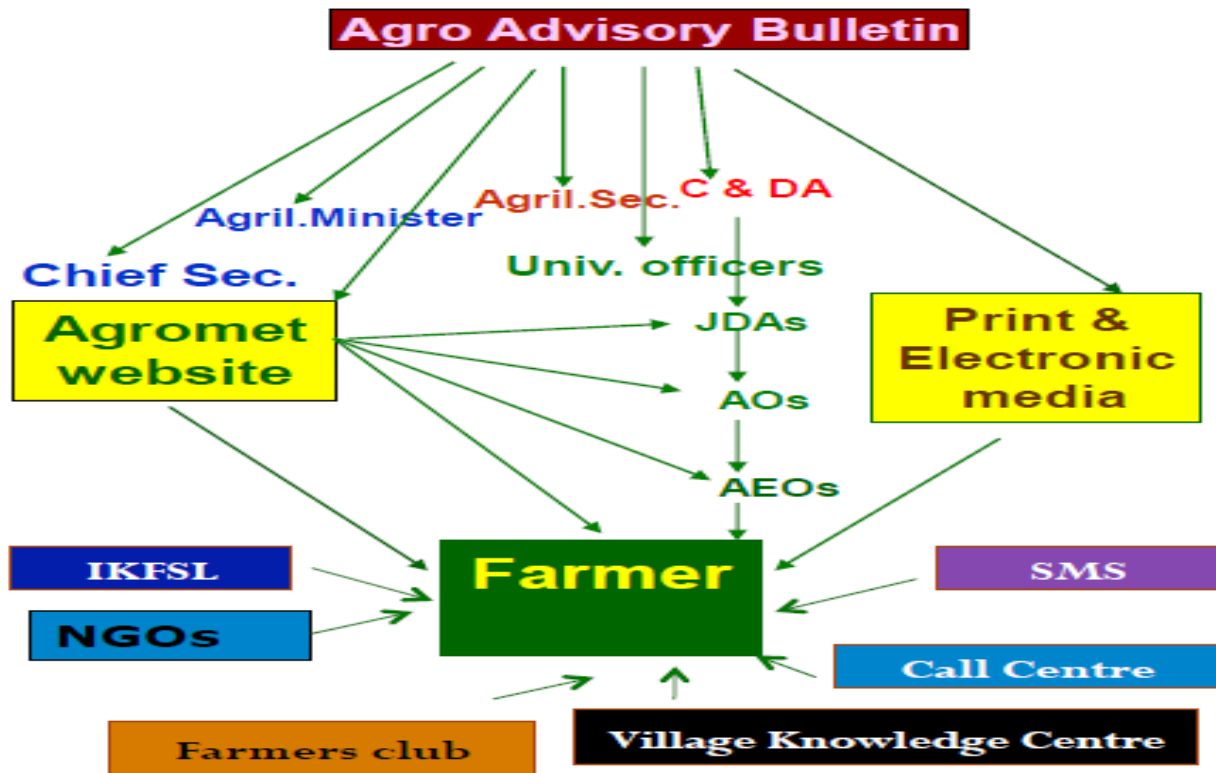 Agro Advisory Bulletin
Agril.Minister
Agril.Sec.
C & DA
Chief Sec.
Univ. officers
Agromet
website
JDAs
AOs
AEOs
Print &
Electronic
media
Farmer
IKFSL
NGOs
SMS
Call Centre
Farmers club
Village Knowledge Centre